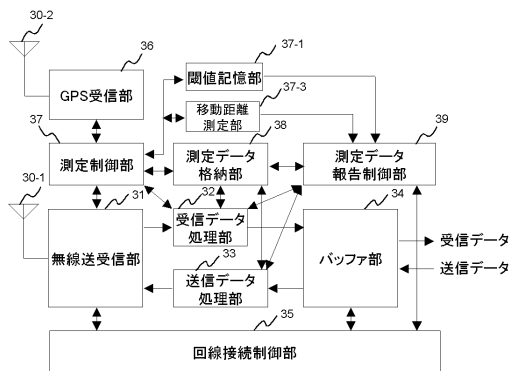 30-2
36
GPS受信部
37-1
閾値記憶部
37-3
移動距離
測定部
37
測定制御部
38
測定データ
格納部
39
測定データ
報告制御部
30-1
31
無線送受信部
32
受信データ
処理部
33
送信データ
処理部
34
バッファ部
受信データ
送信データ
35
回線接続制御部